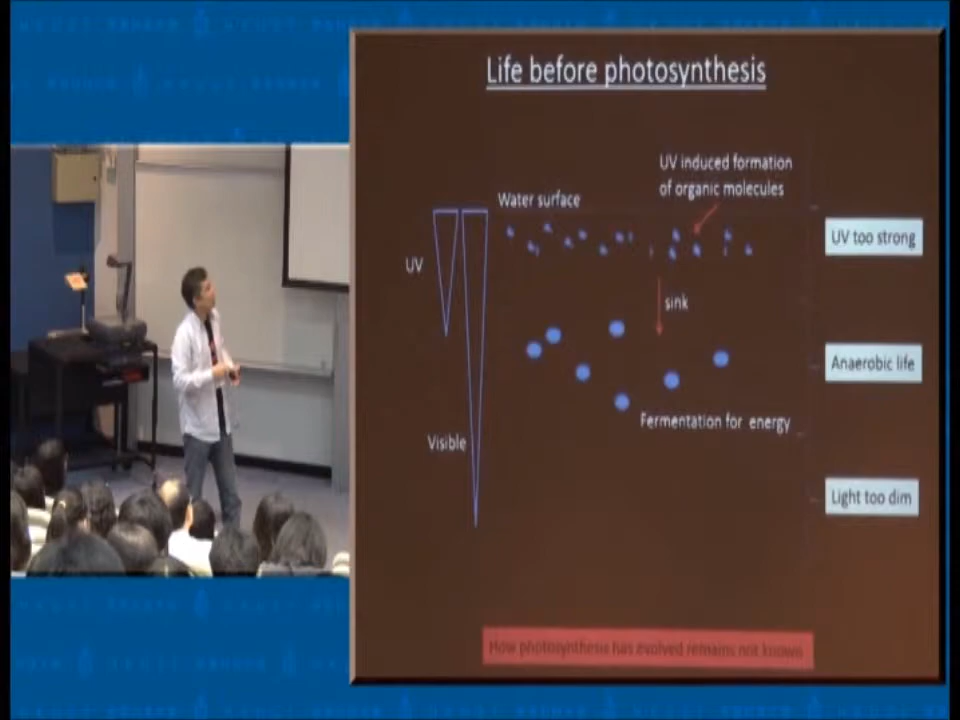 Life before photosynthesis
UV induced formation
of organic molecules
Water surface
UV too strong
UV
sink
Anaerobic life
Fermentation for energy
Visible
Light too dim
How photosynthesis has evolved remains not known